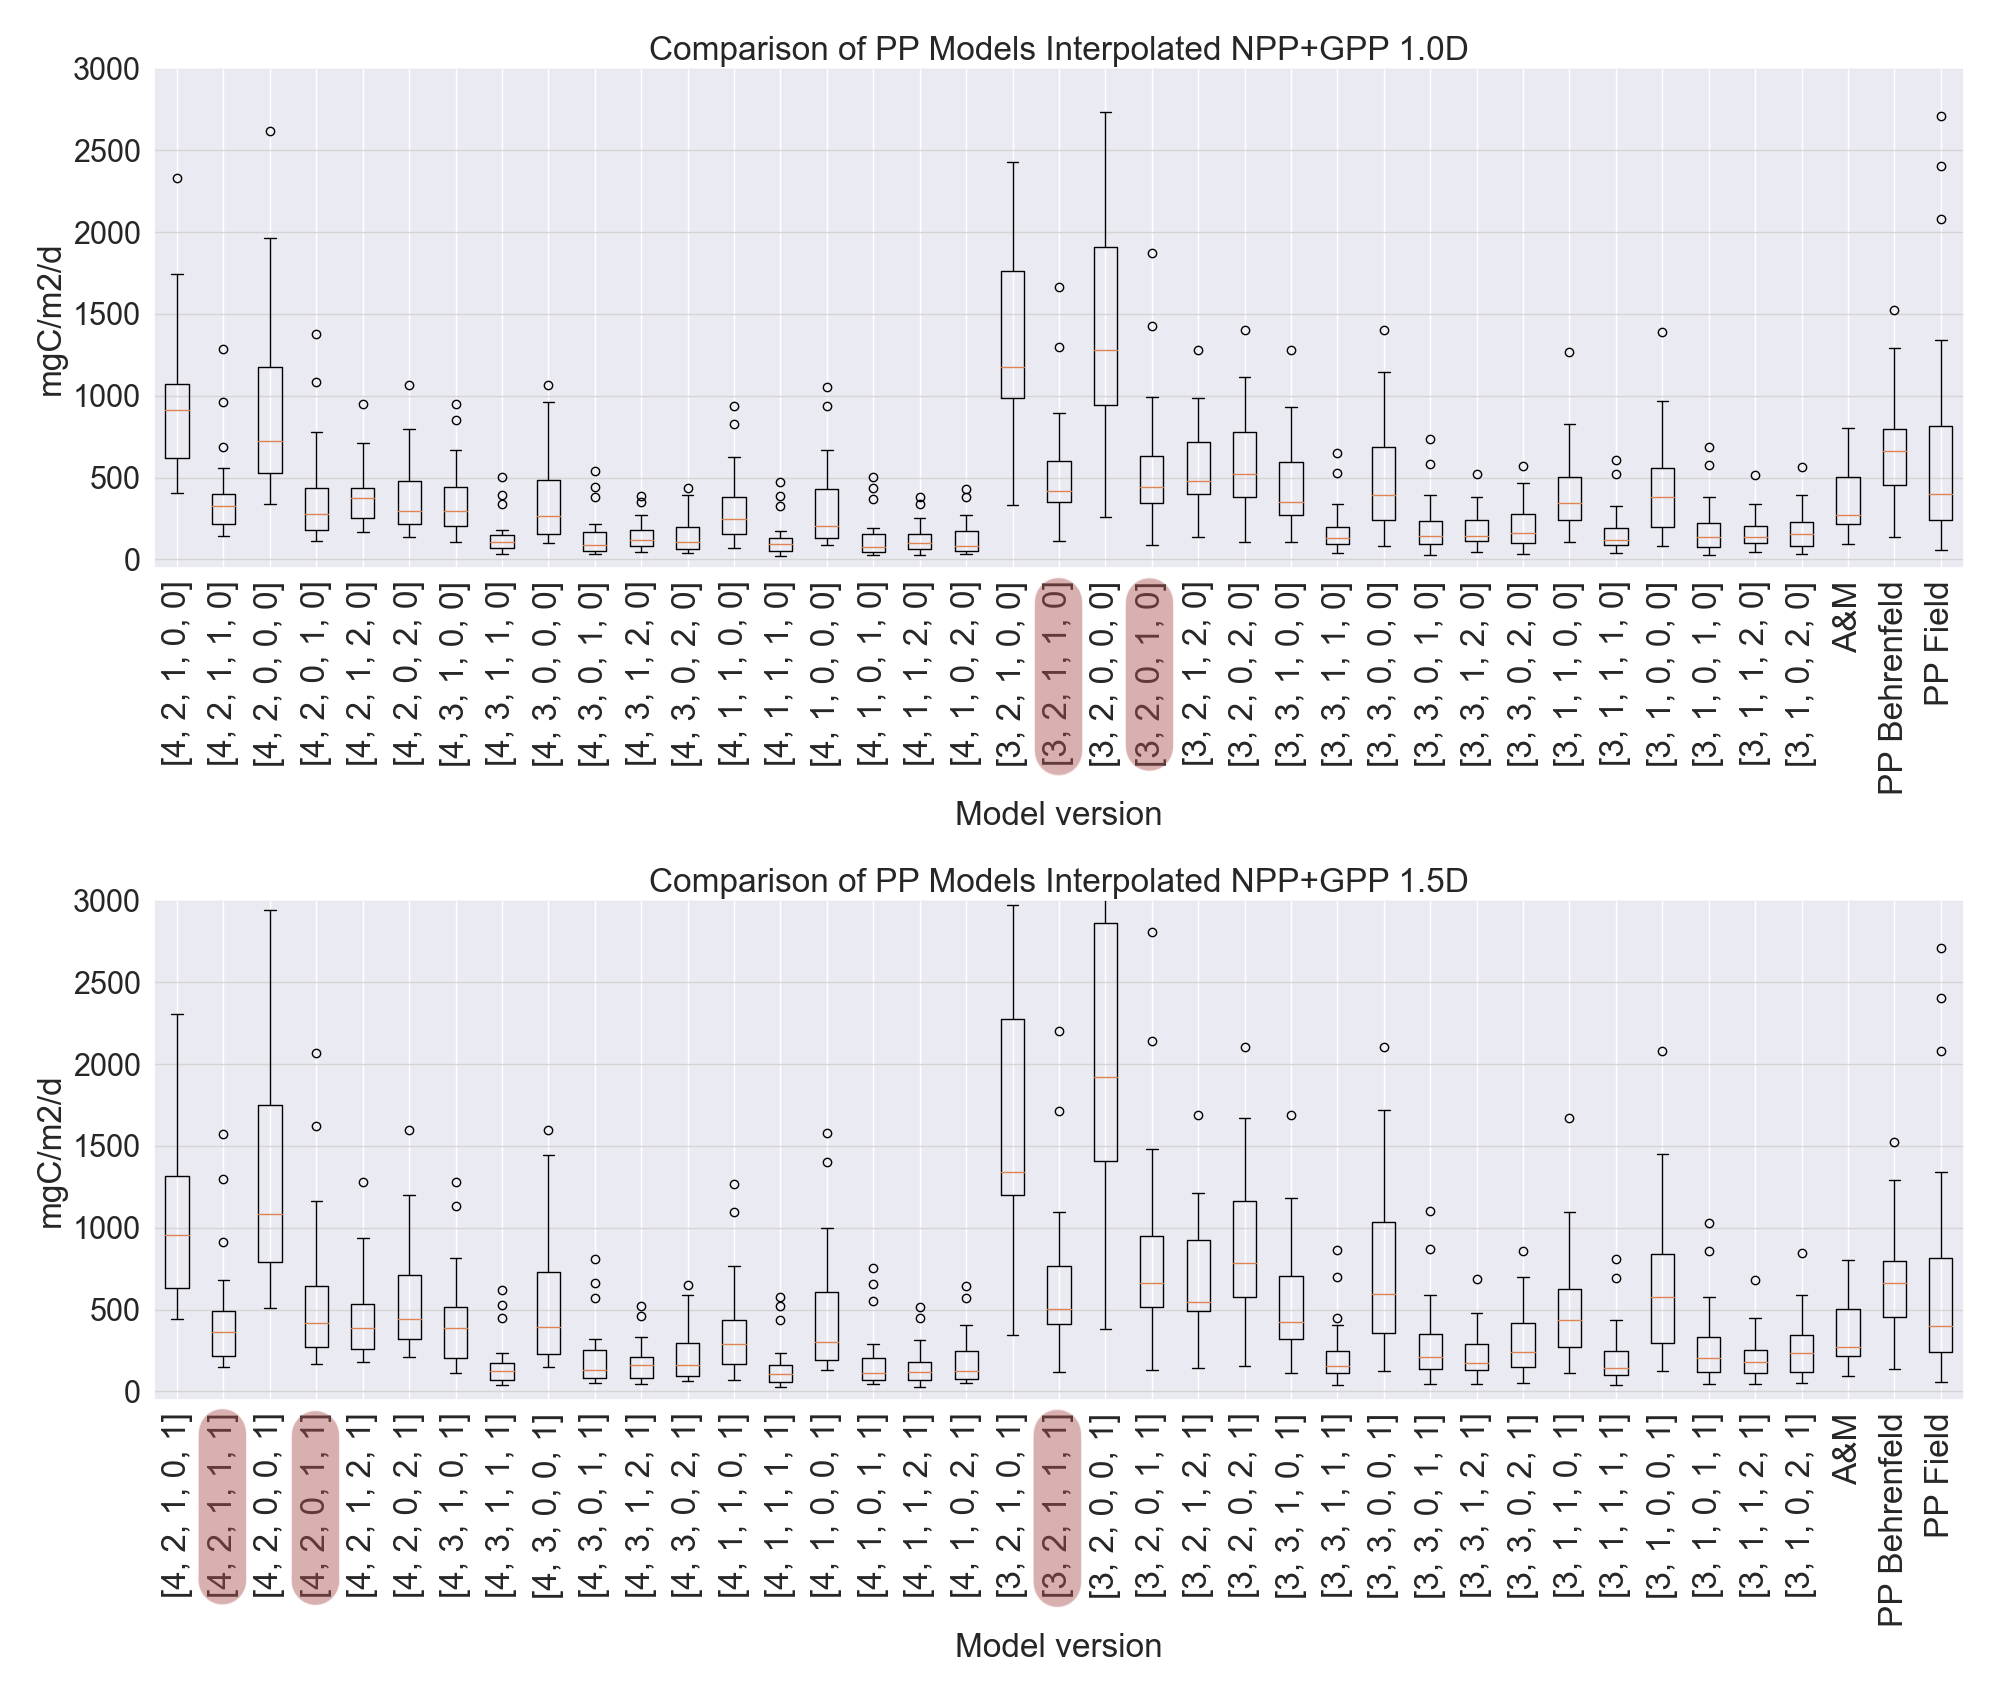 Comparison of PP Models Interpolated NPP+GPP 1.0D
3000
2500
2000
1500
1000
500
0
mgC/m2/d
[4, 2, 1, 0, 0]
[4, 2, 1, 1, 0]
[4, 2, 0, 0, 0]
[4, 2, 0, 1, 0]
[4, 2, 1, 2, 0]
[4, 2, 0, 2, 0]
[4, 3, 1, 0, 0]
[4, 3, 1, 1, 0]
[4, 3, 0, 0, 0]
[4, 3, 0, 1, 0]
[4, 3, 1, 2, 0]
[4, 3, 0, 2, 0]
[4, 1, 1, 0, 0]
[4, 1, 1, 1, 0]
[4, 1, 0, 0, 0]
[4, 1, 0, 1, 0]
[4, 1, 1, 2, 0]
[4, 1, 0, 2, 0]
[3, 2, 1, 0, 0]
[3, 2, 1, 1, 0]
[3, 2, 0, 0, 0]
[3, 2, 0, 1, 0]
[3, 2, 1, 2, 0]
[3, 2, 0, 2, 0]
[3, 3, 1, 0, 0]
[3, 3, 1, 1, 0]
[3, 3, 0, 0, 0]
[3, 3, 0, 1, 0]
[3, 3, 1, 2, 0]
[3, 3, 0, 2, 0]
[3, 1, 1, 0, 0]
[3, 1, 1, 1, 0]
[3, 1, 0, 0, 0]
[3, 1, 0, 1, 0]
[3, 1, 1, 2, 0]
[3, 1, 0, 2, 0]
A&M
PP Behrenfeld
PP Field
Model version
Comparison of PP Models Interpolated NPP+GPP 1.5D
3000
2500
2000
1500
1000
500
0
mgC/m2/d
[4, 2, 1, 0, 1]
[4, 2, 1, 1, 1]
[4, 2, 0, 0, 1]
[4, 2, 0, 1, 1]
[4, 2, 1, 2, 1]
[4, 2, 0, 2, 1]
[4, 3, 1, 0, 1]
[4, 3, 1, 1, 1]
[4, 3, 0, 0, 1]
[4, 3, 0, 1, 1]
[4, 3, 1, 2, 1]
[4, 3, 0, 2, 1]
[4, 1, 1, 0, 1]
[4, 1, 1, 1, 1]
[4, 1, 0, 0, 1]
[4, 1, 0, 1, 1]
[4, 1, 1, 2, 1]
[4, 1, 0, 2, 1]
[3, 2, 1, 0, 1]
[3, 2, 1, 1, 1]
[3, 2, 0, 0, 1]
[3, 2, 0, 1, 1]
[3, 2, 1, 2, 1]
[3, 2, 0, 2, 1]
[3, 3, 1, 0, 1]
[3, 3, 1, 1, 1]
[3, 3, 0, 0, 1]
[3, 3, 0, 1, 1]
[3, 3, 1, 2, 1]
[3, 3, 0, 2, 1]
[3, 1, 1, 0, 1]
[3, 1, 1, 1, 1]
[3, 1, 0, 0, 1]
[3, 1, 0, 1, 1]
[3, 1, 1, 2, 1]
[3, 1, 0, 2, 1]
A&M
PP Behrenfeld
PP Field
Model version